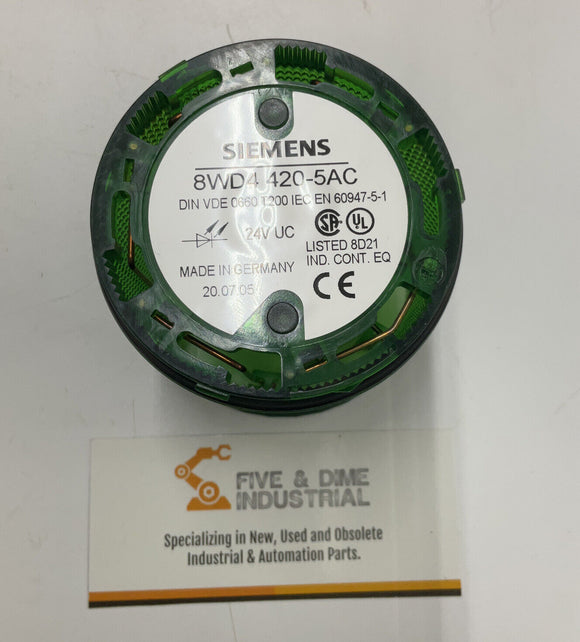 SIEMENS
8WD4 420-5AC
DIN VDE 0660 T200 IEC EN 60947-5-1
24V UC
LISTED 8D21
IND. CONT. EQ
MADE IN GERMANY
20.07.05
CE
SA
UL
FIVE & DIME
INDUSTRIAL
Specializing in New, Used and Obsolete
Industrial & Automation Parts.